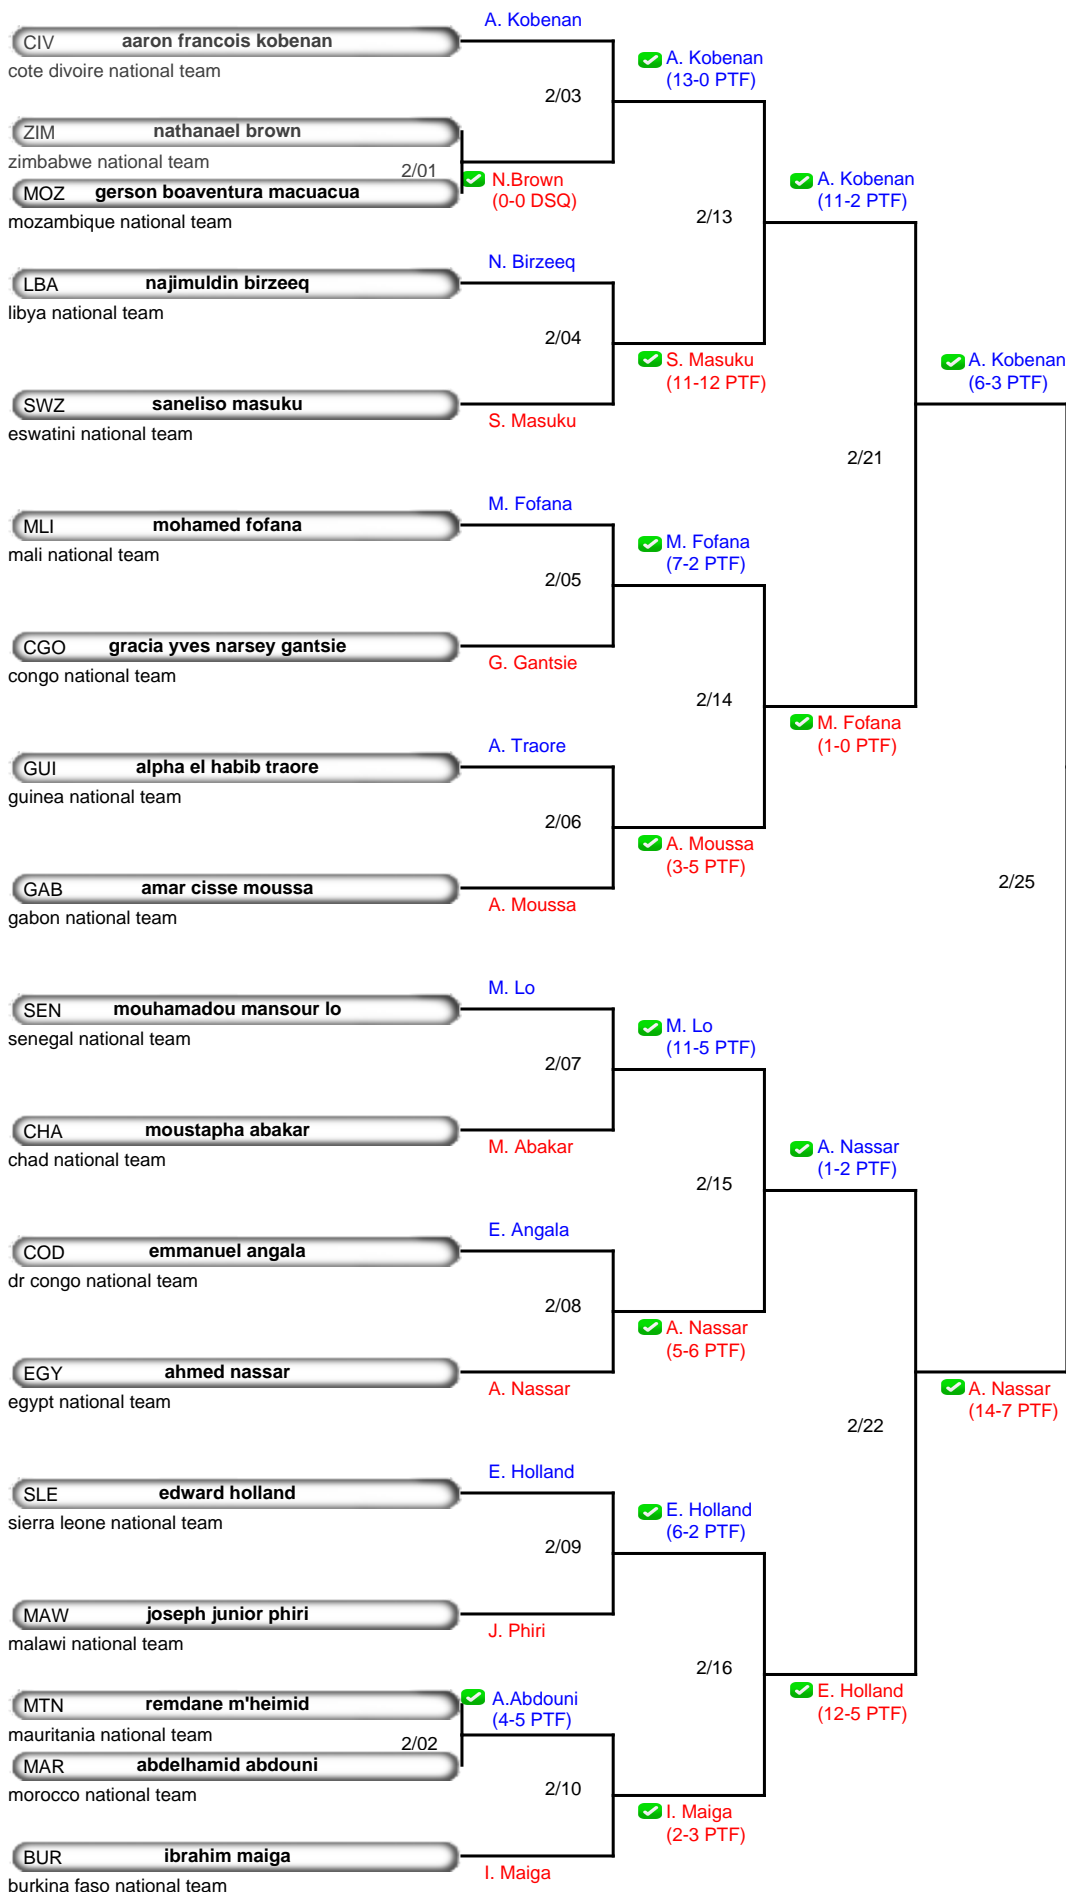 A. Kobenan
CIV aaron francois kobenan
cote divoire national team
A. Kobenan
(13-0 PTF)
2/03
ZIM nathanael brown
zimbabwe national team
2/01
N.Brown
(0-0 DSQ)
MOZ gerson boaventura macuacua
mozambique national team
A. Kobenan
(11-2 PTF)
2/13
N. Birzeeq
LBA najimuldin birzeeq
libya national team
2/04
S. Masuku
(11-12 PTF)
A. Kobenan
(6-3 PTF)
SWZ saneliso masuku
eswatini national team
S. Masuku
2/21
M. Fofana
MLI mohamed fofana
mali national team
M. Fofana
(7-2 PTF)
2/05
CGO gracia yves narsey gantsie
congo national team
G. Gantsie
2/14
M. Fofana
(1-0 PTF)
A. Traore
GUI alpha el habib traore
guinea national team
2/06
A. Moussa
(3-5 PTF)
GAB amar cisse moussa
gabon national team
A. Moussa
2/25
M. Lo
SEN mouhamadou mansour lo
senegal national team
M. Lo
(11-5 PTF)
2/07
CHA moustapha abakar
chad national team
M. Abakar
A. Nassar
(1-2 PTF)
2/15
E. Angala
COD emmanuel angala
dr congo national team
2/08
A. Nassar
(5-6 PTF)
EGY ahmed nassar
egypt national team
A. Nassar
A. Nassar
(14-7 PTF)
2/22
E. Holland
SLE edward holland
sierra leone national team
E. Holland
(6-2 PTF)
2/09
MAW joseph junior phiri
malawi national team
J. Phiri
2/16
E. Holland
(12-5 PTF)
MTN remdane m'heimid
mauritania national team
A.Abdouni
(4-5 PTF)
2/02
MAR abdelhamid abdouni
morocco national team
2/10
I. Maiga
(2-3 PTF)
BUR ibrahim maiga
burkina faso national team
I. Maiga